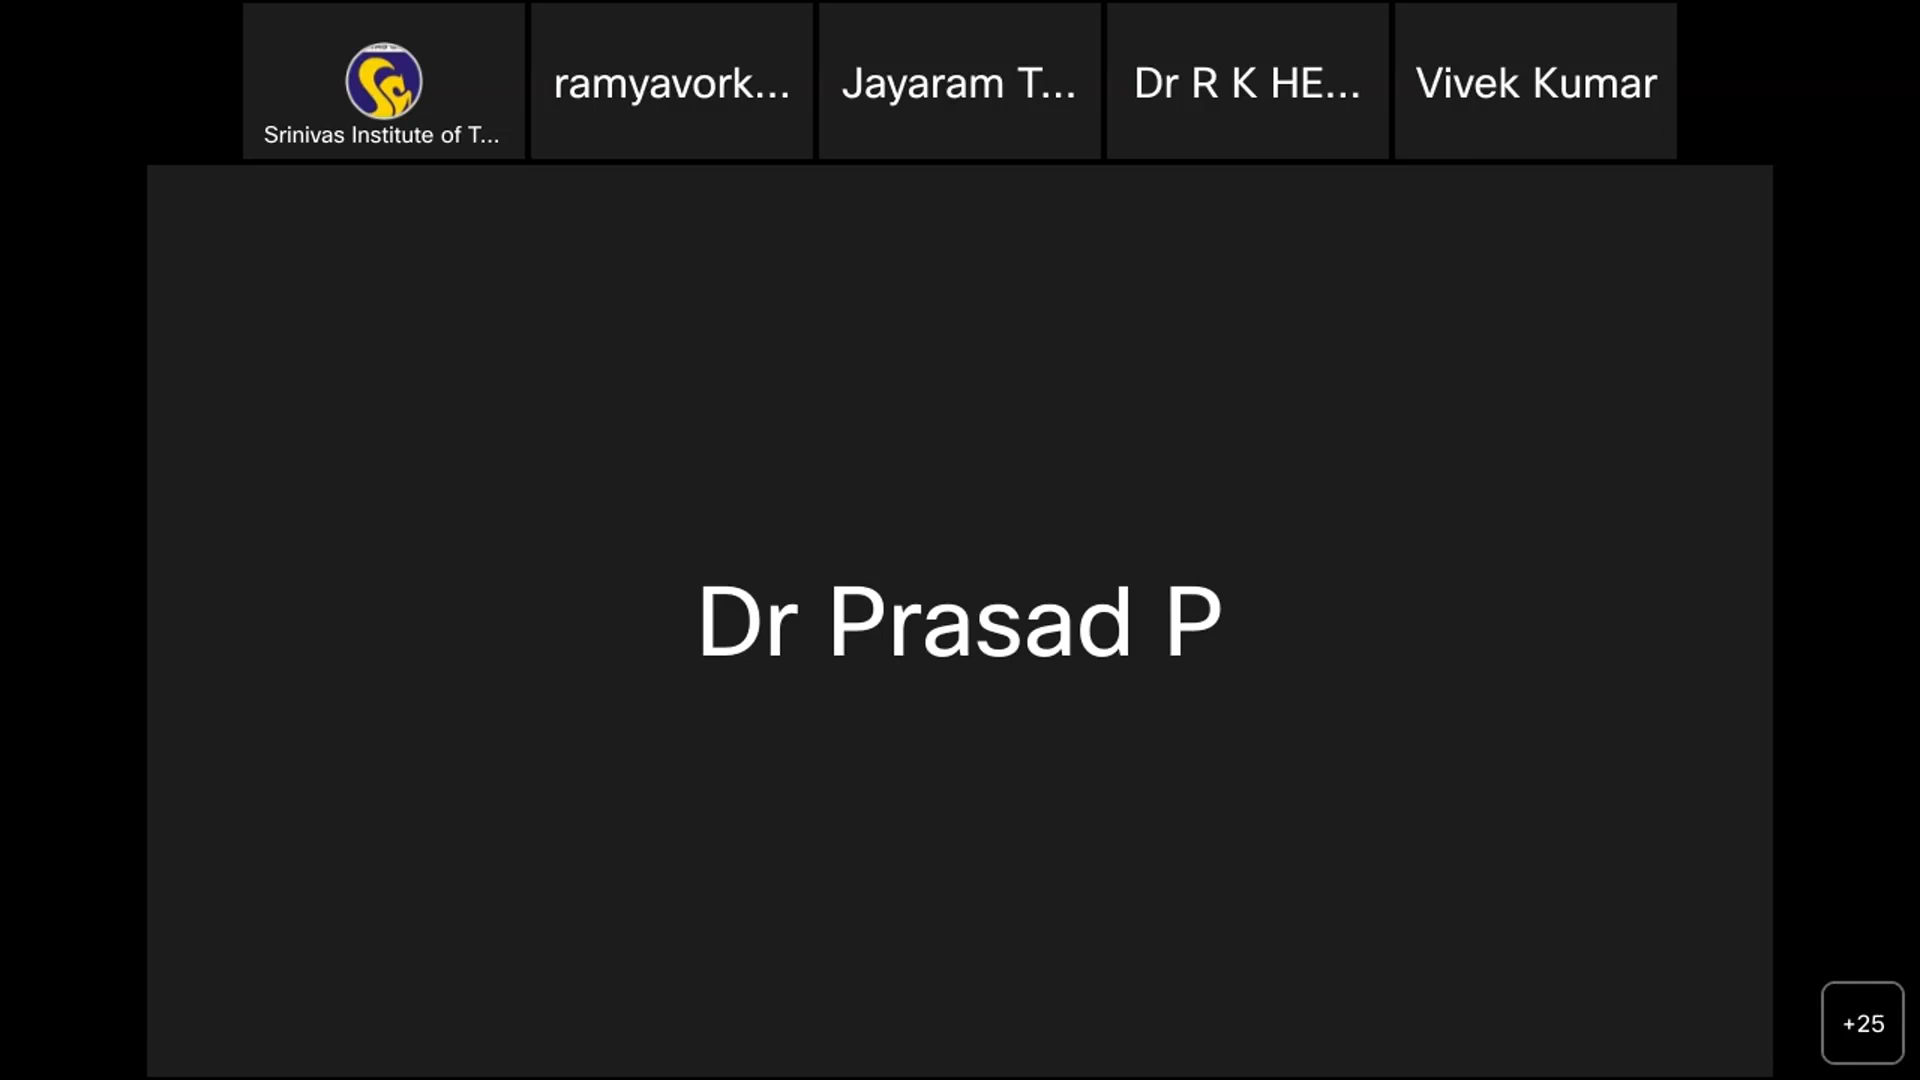 Srinivas Institute of T...
ramyavork...
Jayaram T...
Dr R K HE...
Vivek Kumar
Dr Prasad P
+25